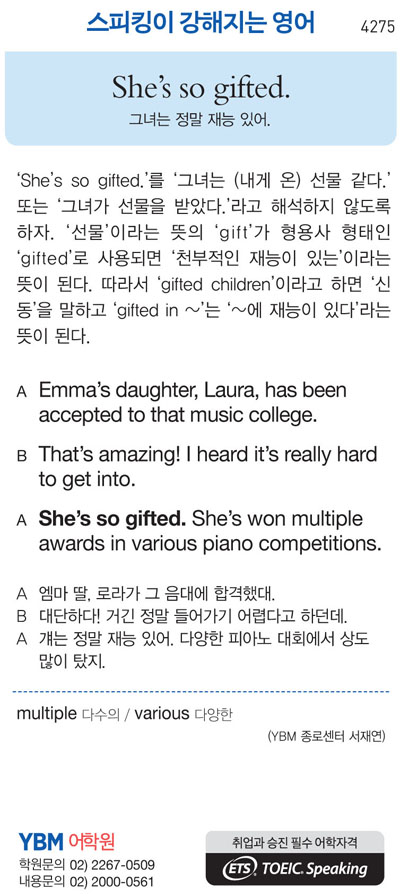 스피킹이 강해지는 영어
4275
She's so gifted.
그녀는 정말 재능 있어.
‘She's so gifted.’를 ‘그녀는 (내게 온) 선물 같다.’
또는 ‘그녀가 선물을 받았다.’라고 해석하지 않도록
하자. ‘선물’이라는 뜻의 ‘gift’가 형용사 형태인
‘gifted’로 사용되면 ‘천부적인 재능이 있는’이라는
뜻이 된다. 따라서 ‘gifted children’이라고 하면 ‘신
동’을 말하고 ‘gifted in ～’는 ‘～에 재능이 있다’라는
뜻이 된다.
A Emma's daughter, Laura, has been
accepted to that music college.
B That's amazing! I heard it's really hard
to get into.
A She's so gifted. She's won multiple
awards in various piano competitions.
A 엠마 딸, 로라가 그 음대에 합격했대.
B 대단하다! 거긴 정말 들어가기 어렵다고 하던데.
A 걔는 정말 재능 있어. 다양한 피아노 대회에서 상도
많이 탔지.
multiple 다수의 / various 다양한
(YBM 종로센터 서재연)
YBM 어학원
학원문의 02) 2267-0509
내용문의 02) 2000-0561
취업과 승진 필수 어학자격
ETS TOEIC Speaking